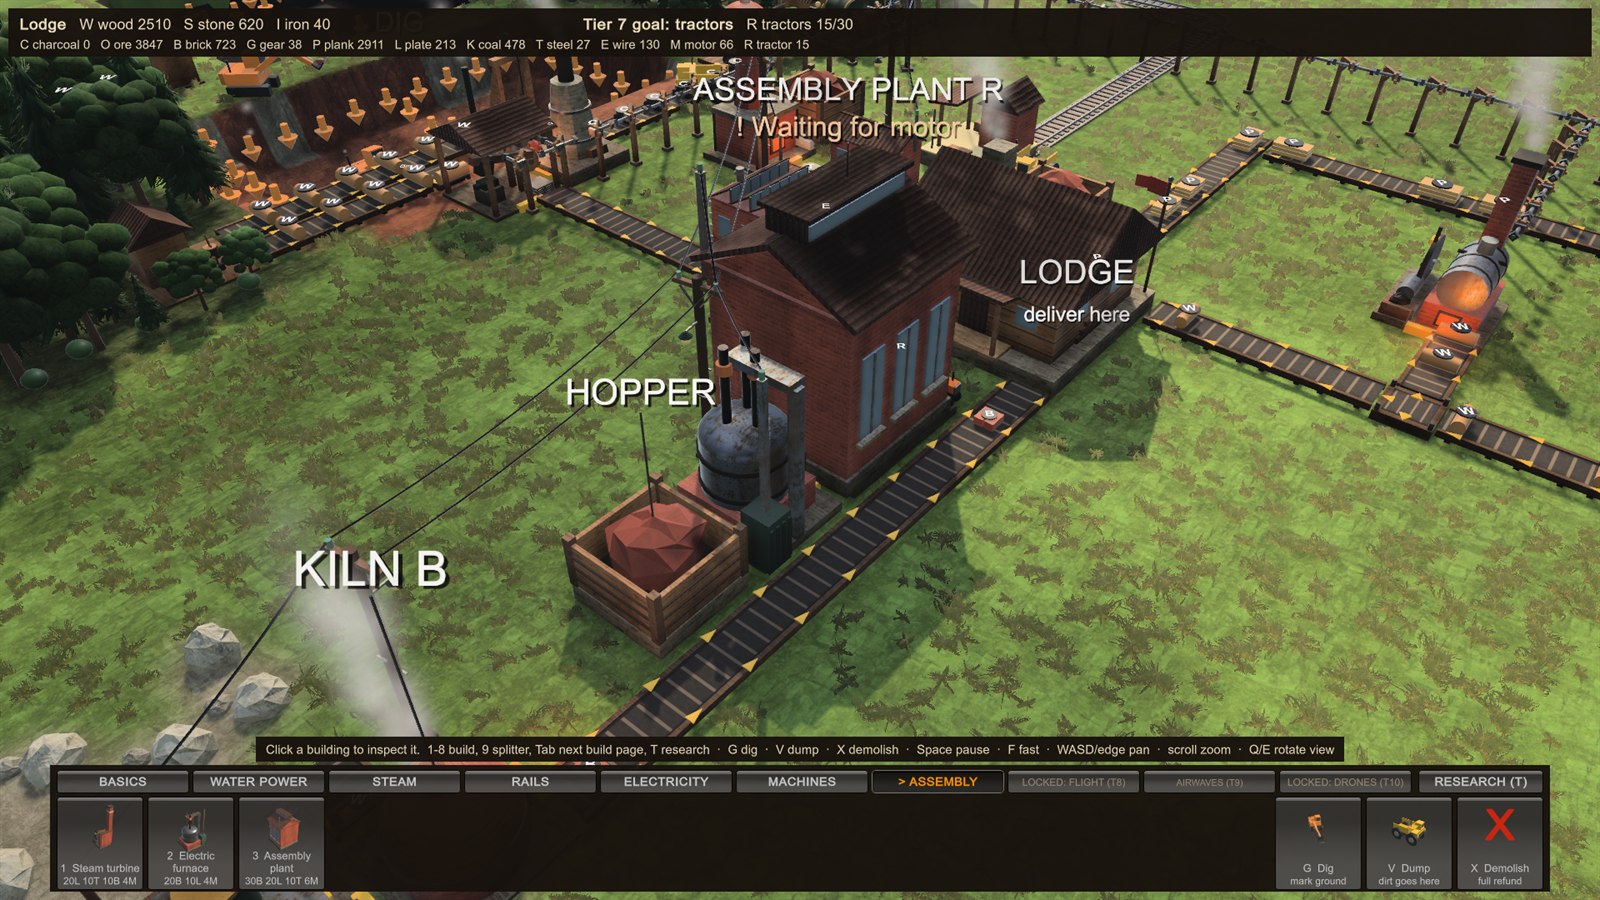 Lodge W wood 2510 S stone 620 I iron 40
Tier 7 goal: tractors R tractors 15/30
C charcoal 0 O ore 3847 B brick 723 G gear 38 P plank 2911 L plate 213 K coal 478 T steel 27 E wire 130 M motor 66 R tractor 15
DIG
ASSEMBLY PLANT R
! Waiting for motor
LODGE
deliver here
HOPPER
KILN B
Click a building to inspect it. 1-8 build, 9 splitter, Tab next build page, T research · G dig · V dump · X demolish · Space pause · F fast · WASD/edge pan · scroll zoom · Q/E rotate view
BASICS
WATER POWER
STEAM
RAILS
ELECTRICITY
MACHINES
> ASSEMBLY
LOCKED: FLIGHT (T8)
AIRWAVES (T9)
LOCKED: DRONES (T10)
RESEARCH (T)
1 Steam turbine
20L 10T 10B 4M
2 Electric furnace
20B 10L 4M
3 Assembly plant
30B 20L 10T 6M
G Dig
mark ground
V Dump
dirt goes here
X Demolish
full refund